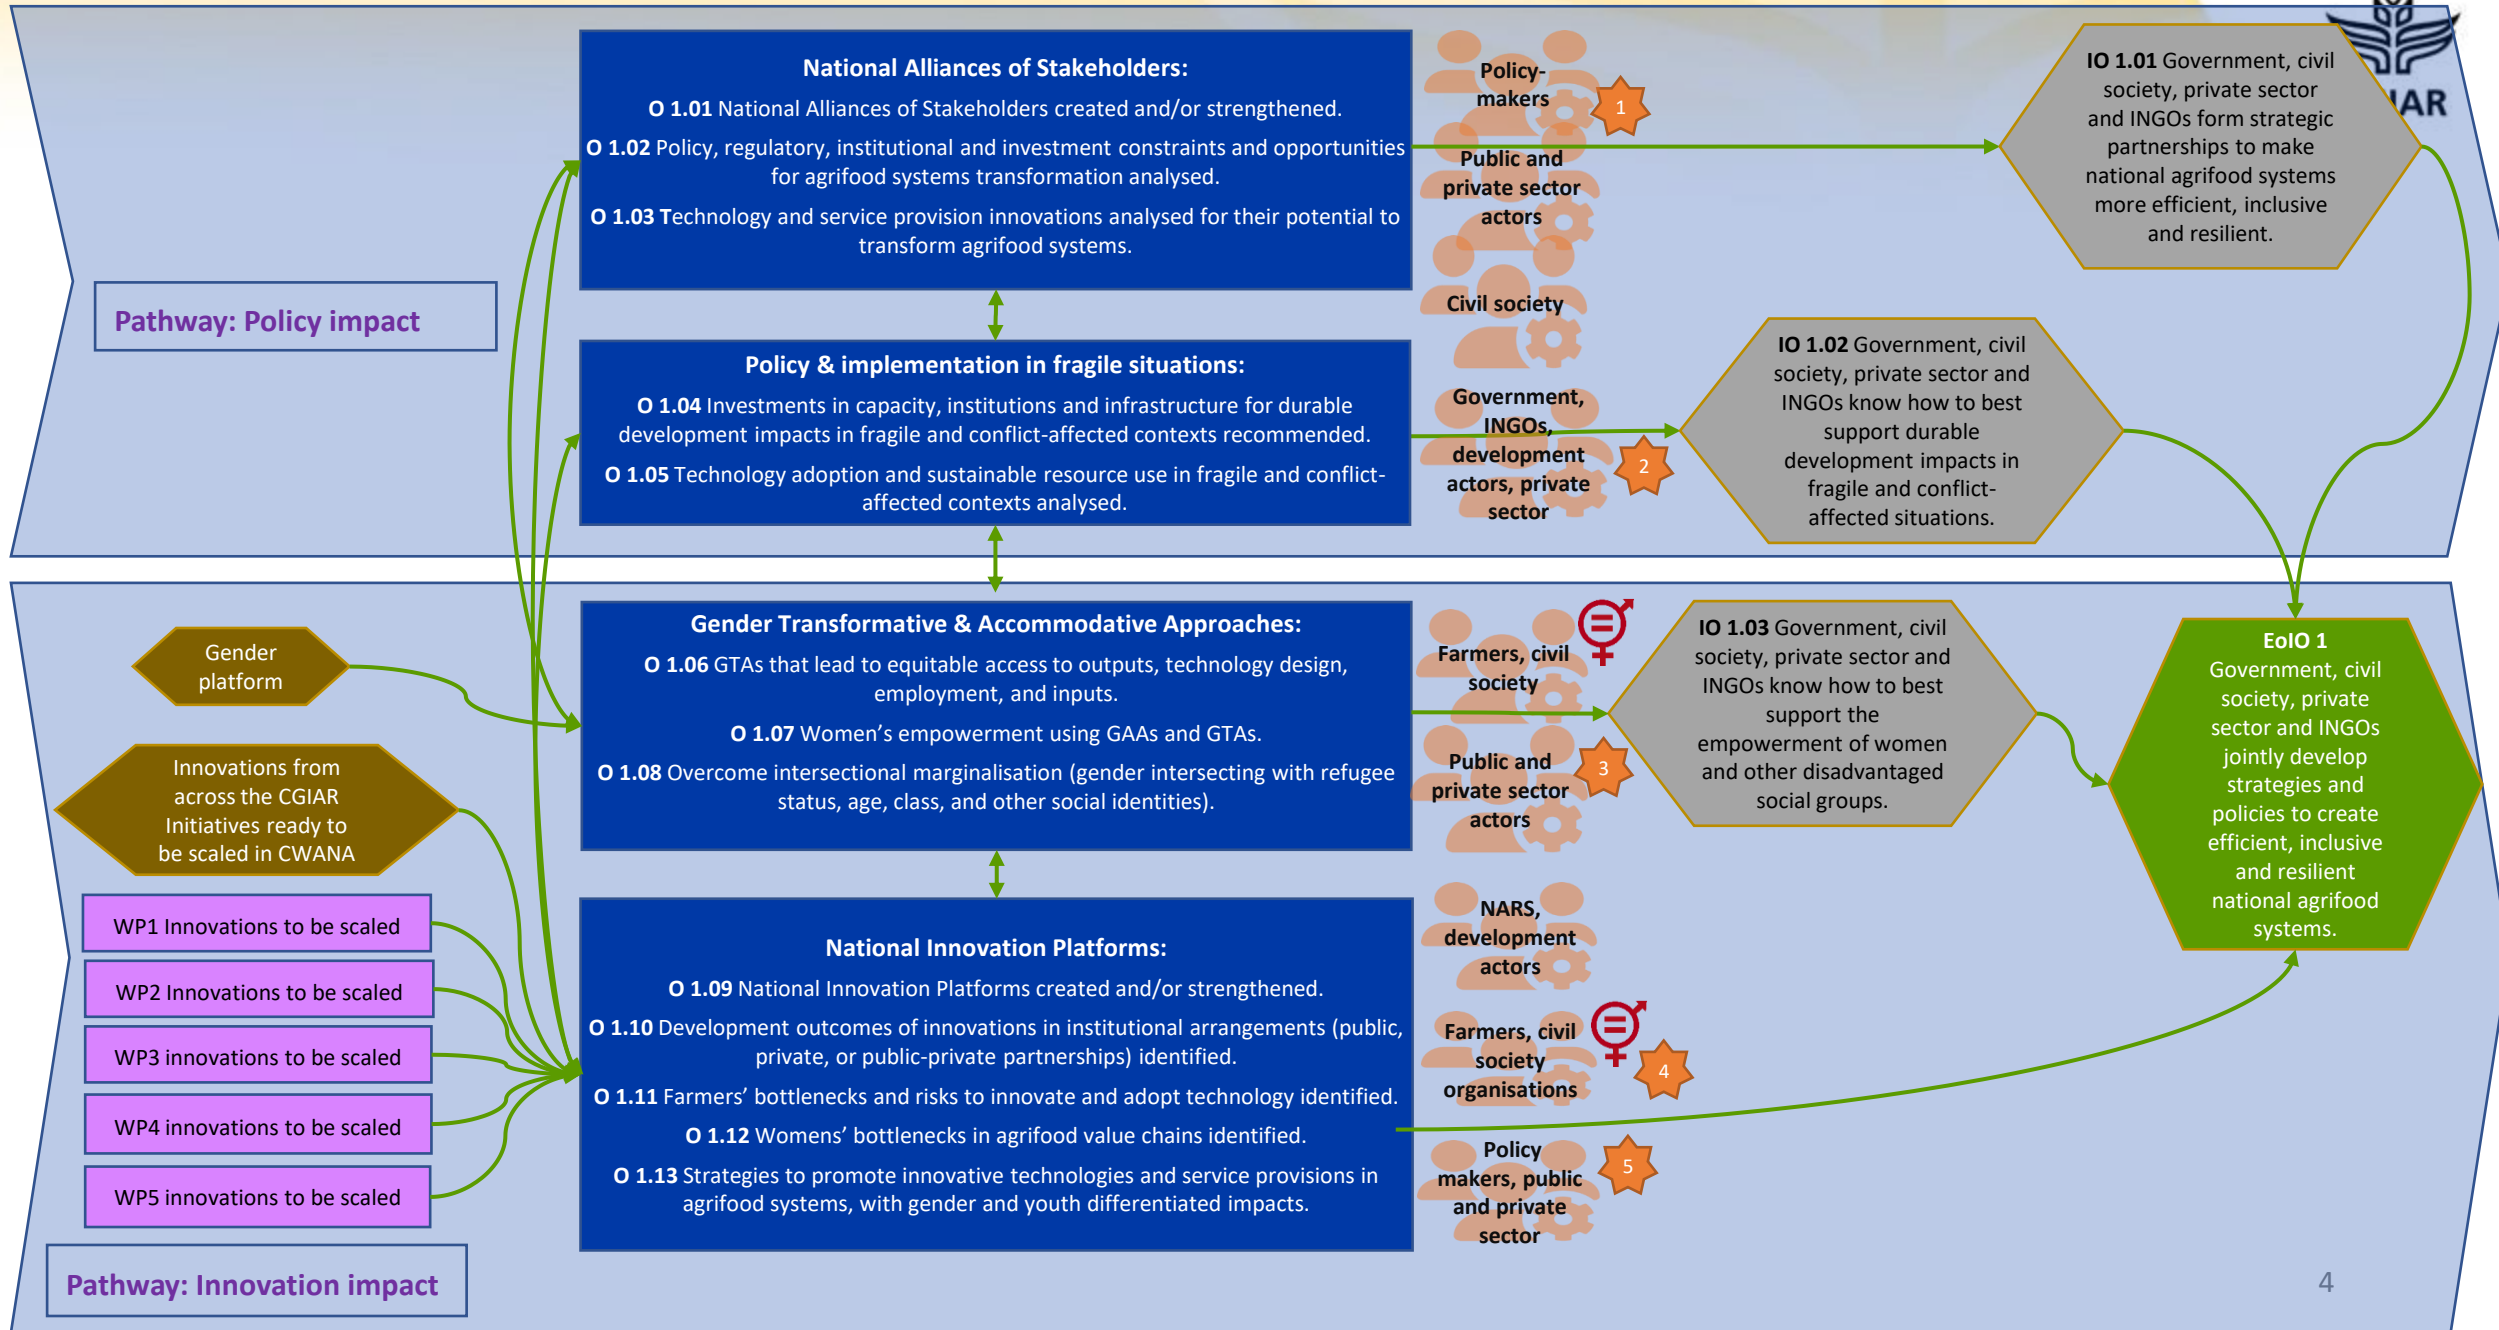 National Alliances of Stakeholders:
O 1.01 National Alliances of Stakeholders created and/or strengthened.
O 1.02 Policy, regulatory, institutional and investment constraints and opportunities
for agrifood systems transformation analysed.
O 1.03 Technology and service provision innovations analysed for their potential to
transform agrifood systems.
Policy-
makers
1
Public and
private sector
actors
Civil society
IO 1.01 Government, civil
society, private sector
and INGOs form strategic
partnerships to make
national agrifood systems
more efficient, inclusive
and resilient.
IAR
Pathway: Policy impact
Policy & implementation in fragile situations:
O 1.04 Investments in capacity, institutions and infrastructure for durable
development impacts in fragile and conflict-affected contexts recommended.
O 1.05 Technology adoption and sustainable resource use in fragile and conflict-
affected contexts analysed.
Government,
INGOs,
development
actors, private
sector
2
IO 1.02 Government, civil
society, private sector and
INGOs know how to best
support durable
development impacts in
fragile and conflict-
affected situations.
Gender
platform
Innovations from
across the CGIAR
Initiatives ready to
be scaled in CWANA
WP1 Innovations to be scaled
WP2 Innovations to be scaled
WP3 innovations to be scaled
WP4 innovations to be scaled
WP5 innovations to be scaled
Pathway: Innovation impact
Gender Transformative & Accommodative Approaches:
O 1.06 GTAs that lead to equitable access to outputs, technology design,
employment, and inputs.
O 1.07 Women's empowerment using GAAs and GTAs.
O 1.08 Overcome intersectional marginalisation (gender intersecting with refugee
status, age, class, and other social identities).
Farmers, civil
society
Public and
private sector
actors
3
IO 1.03 Government, civil
society, private sector and
INGOs know how to best
support the
empowerment of women
and other disadvantaged
social groups.
EoIO 1
Government, civil
society, private
sector and INGOs
jointly develop
strategies and
policies to create
efficient, inclusive
and resilient
national agrifood
systems.
National Innovation Platforms:
O 1.09 National Innovation Platforms created and/or strengthened.
O 1.10 Development outcomes of innovations in institutional arrangements (public,
private, or public-private partnerships) identified.
O 1.11 Farmers' bottlenecks and risks to innovate and adopt technology identified.
O 1.12 Womens' bottlenecks in agrifood value chains identified.
O 1.13 Strategies to promote innovative technologies and service provisions in
agrifood systems, with gender and youth differentiated impacts.
NARS,
development
actors
Farmers, civil
society
organisations
4
Policy
makers, public
and private
sector
5
4